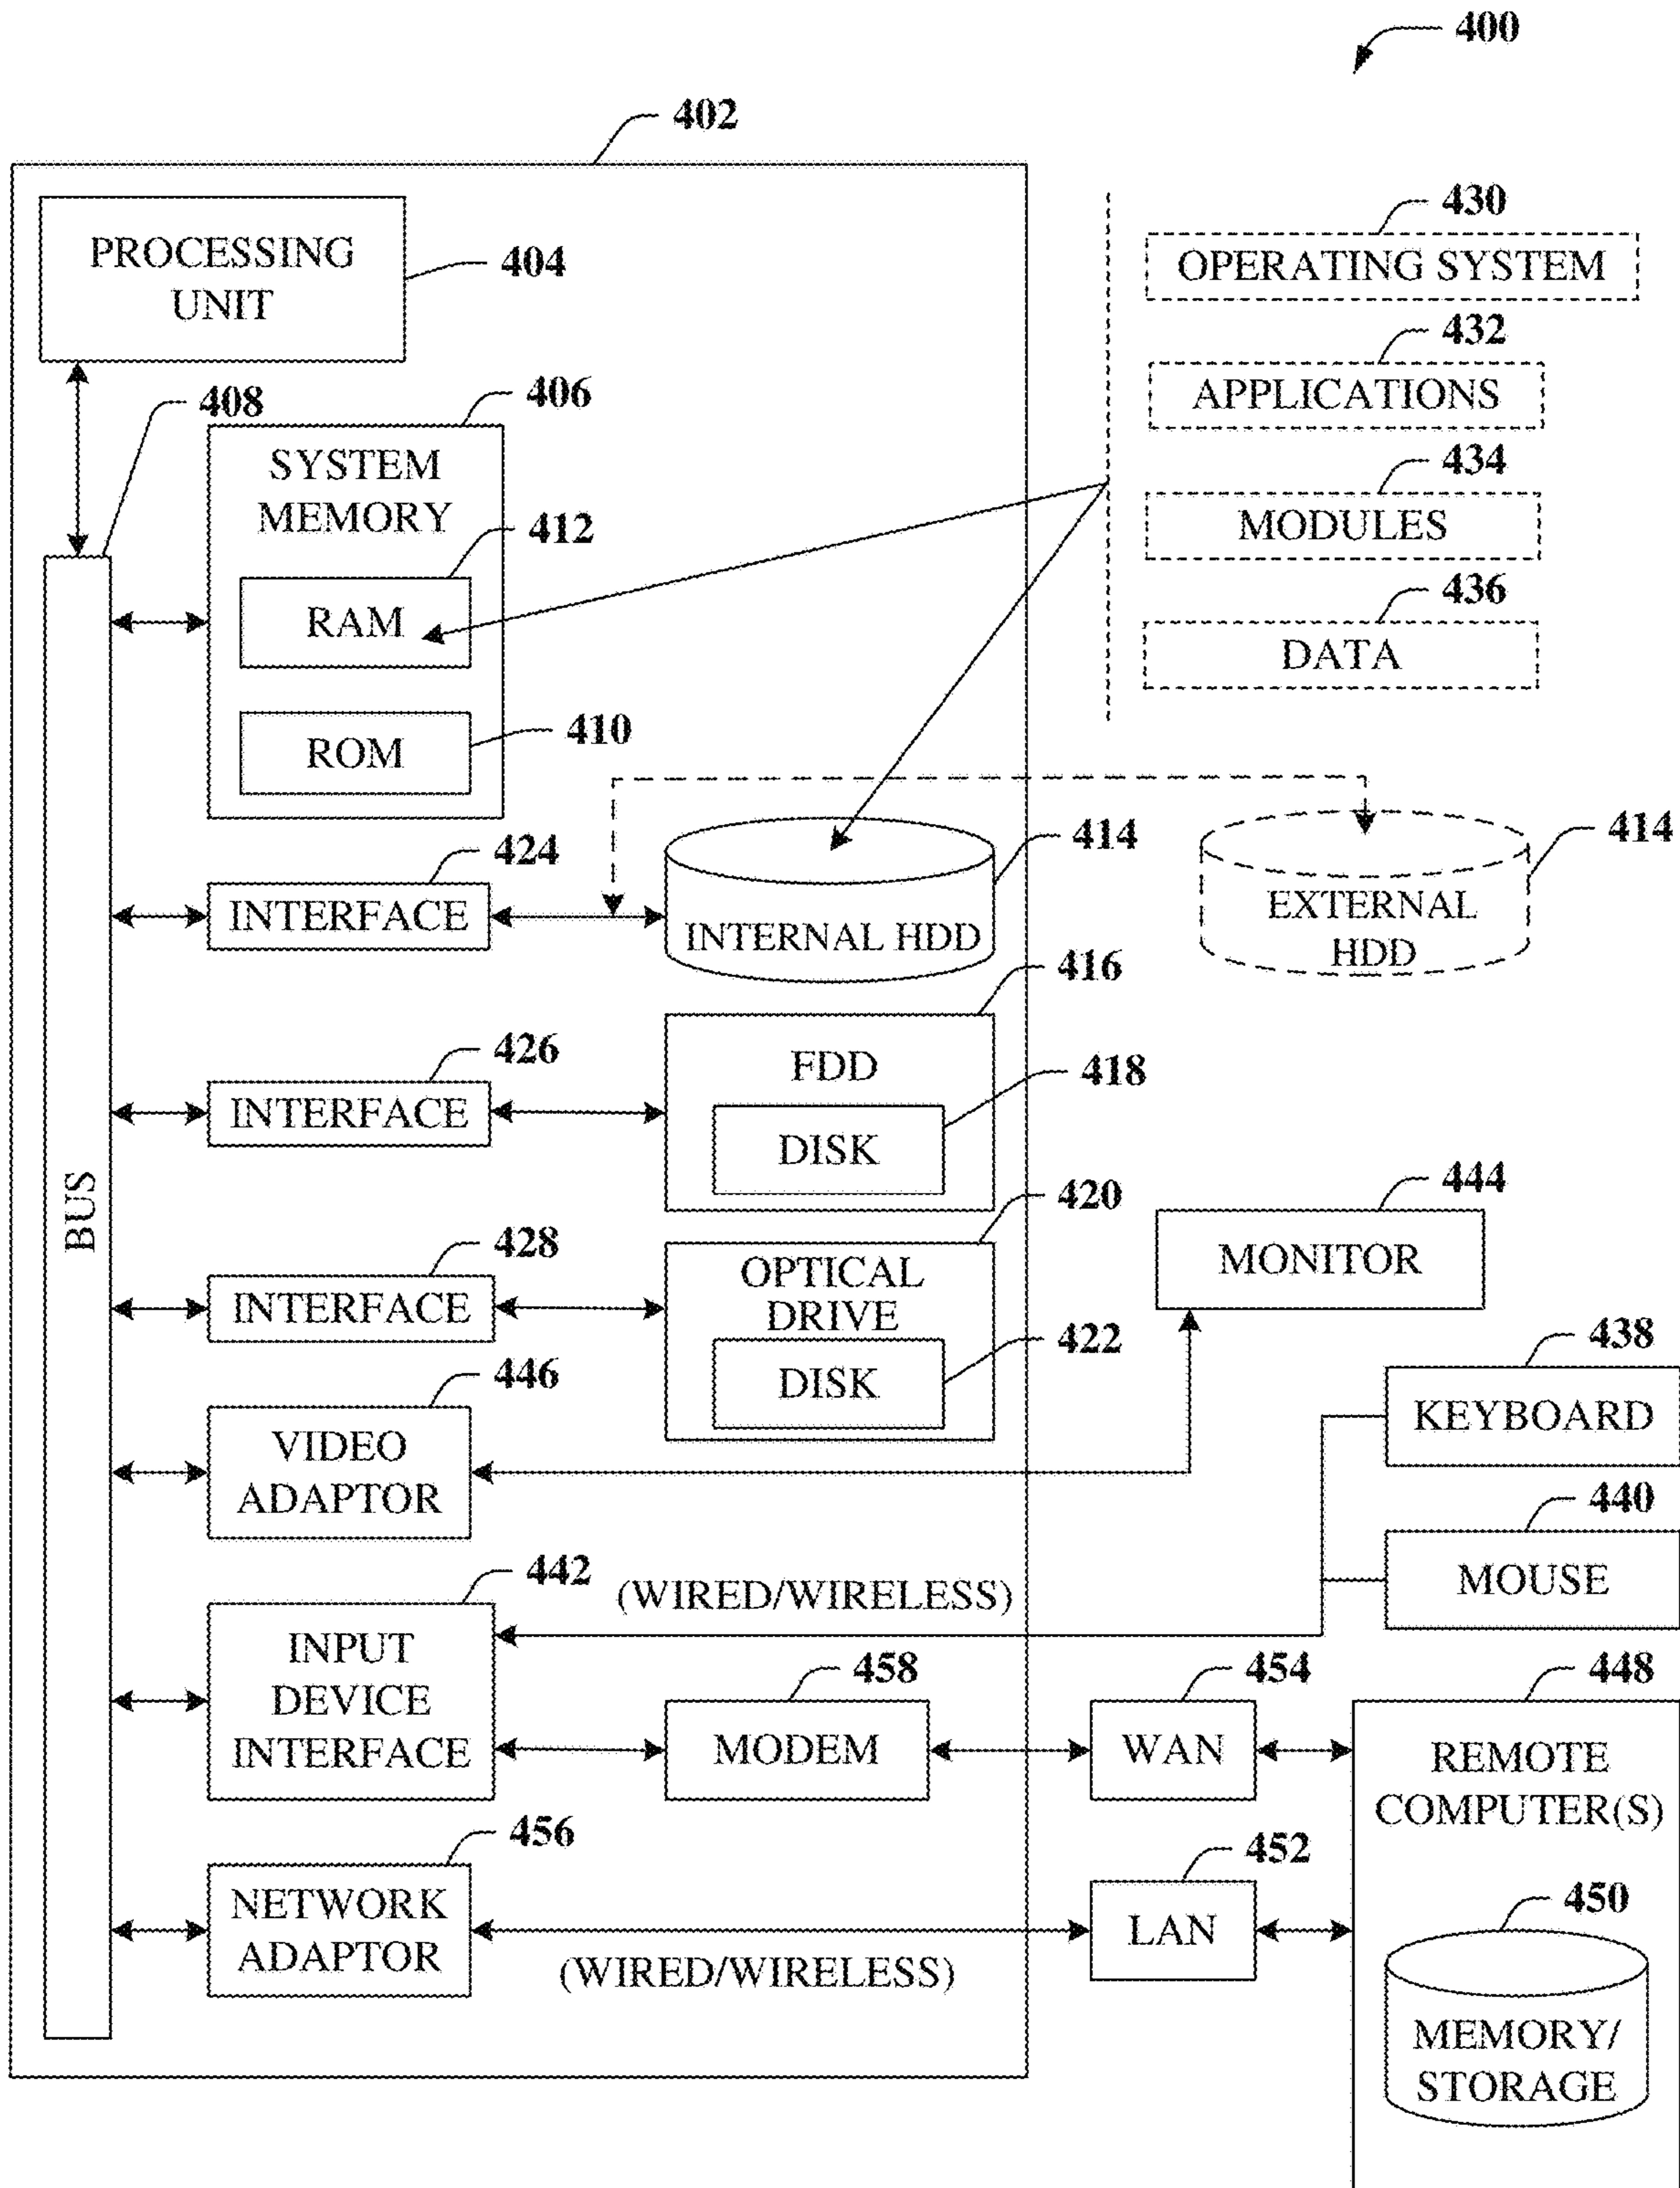 400
402
PROCESSING
UNIT
404
430
OPERATING SYSTEM
432
APPLICATIONS
434
MODULES
436
DATA
408
406
SYSTEM
MEMORY
412
RAM
410
ROM
424
INTERFACE
414
INTERNAL HDD
414
EXTERNAL
HDD
416
FDD
418
DISK
426
INTERFACE
BUS
420
OPTICAL
DRIVE
422
DISK
428
INTERFACE
444
MONITOR
446
VIDEO
ADAPTOR
438
KEYBOARD
440
MOUSE
442
INPUT
DEVICE
INTERFACE
(WIRED/WIRELESS)
458
MODEM
454
WAN
448
REMOTE
COMPUTER(S)
456
NETWORK
ADAPTOR
(WIRED/WIRELESS)
452
LAN
450
MEMORY/
STORAGE